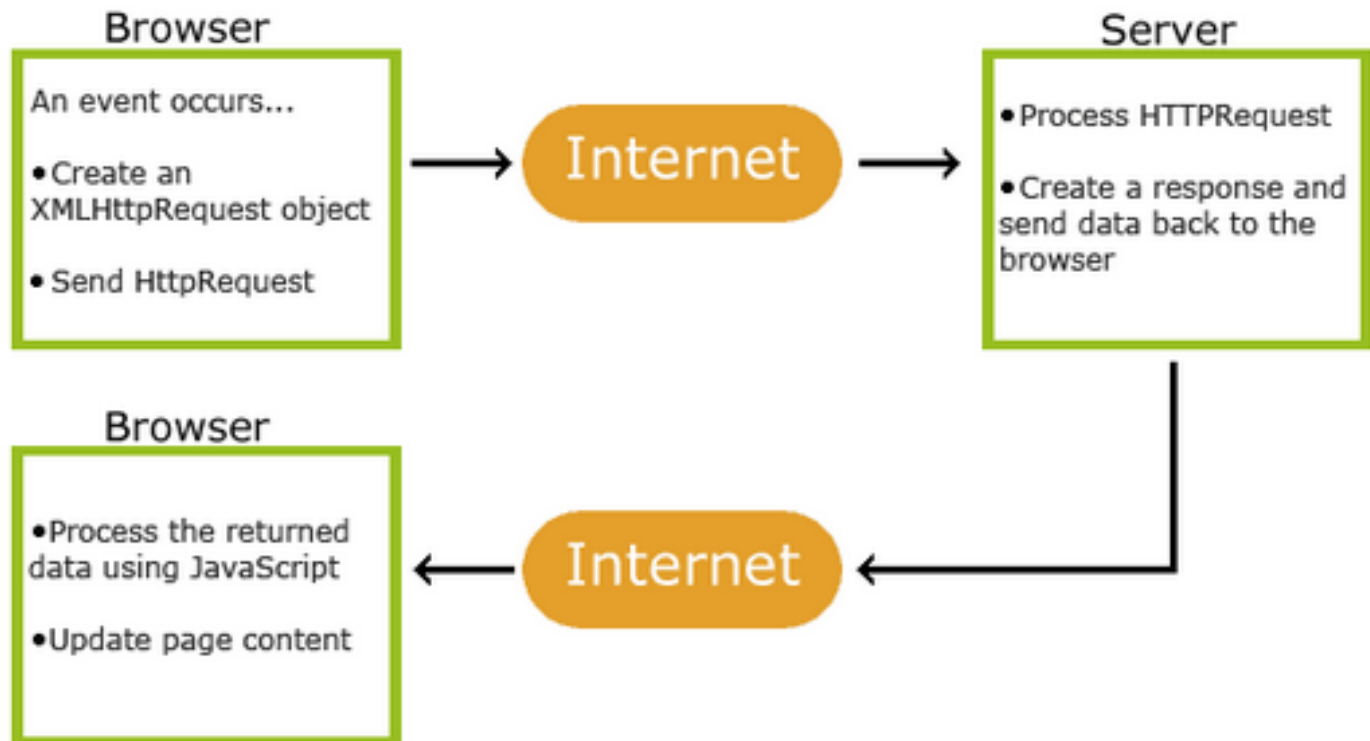 Browser
An event occurs...
•Create an
XMLHttpRequest object
• Send HttpRequest
Internet
Server
•Process HTTPRequest
•Create a response and
send data back to the
browser
Browser
•Process the returned
data using JavaScript
•Update page content
Internet